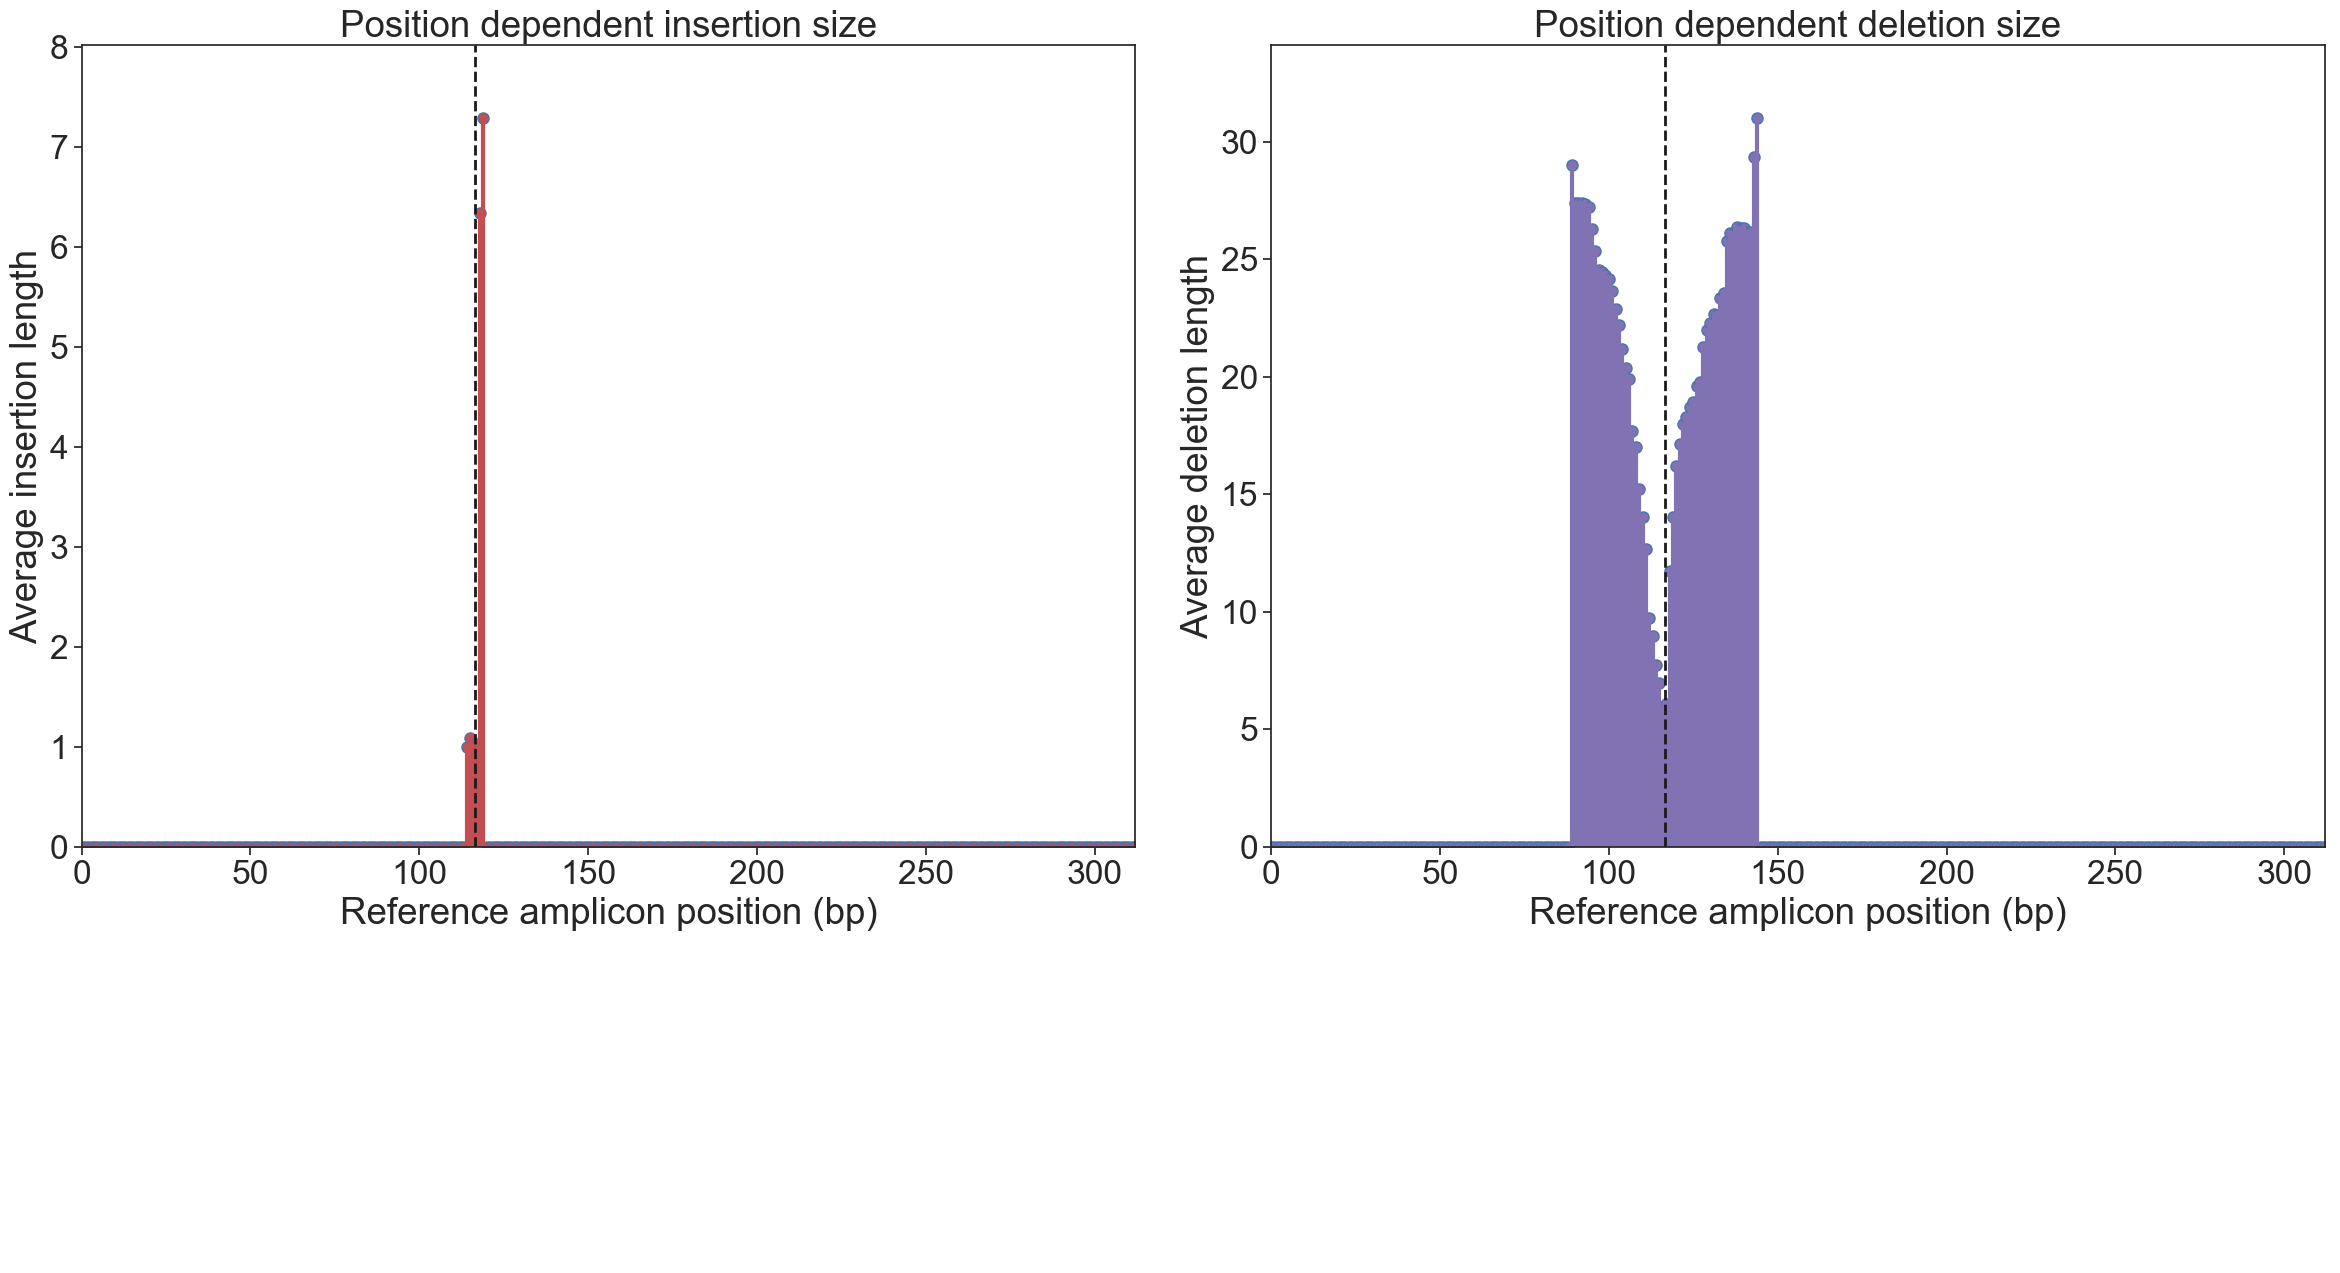 Position dependent insertion size
Average insertion length
8
7
6
5
4
3
2
1
0
0 50 100 150 200 250 300
Reference amplicon position (bp)
Position dependent deletion size
Average deletion length
30
25
20
15
10
5
0
0 50 100 150 200 250 300
Reference amplicon position (bp)